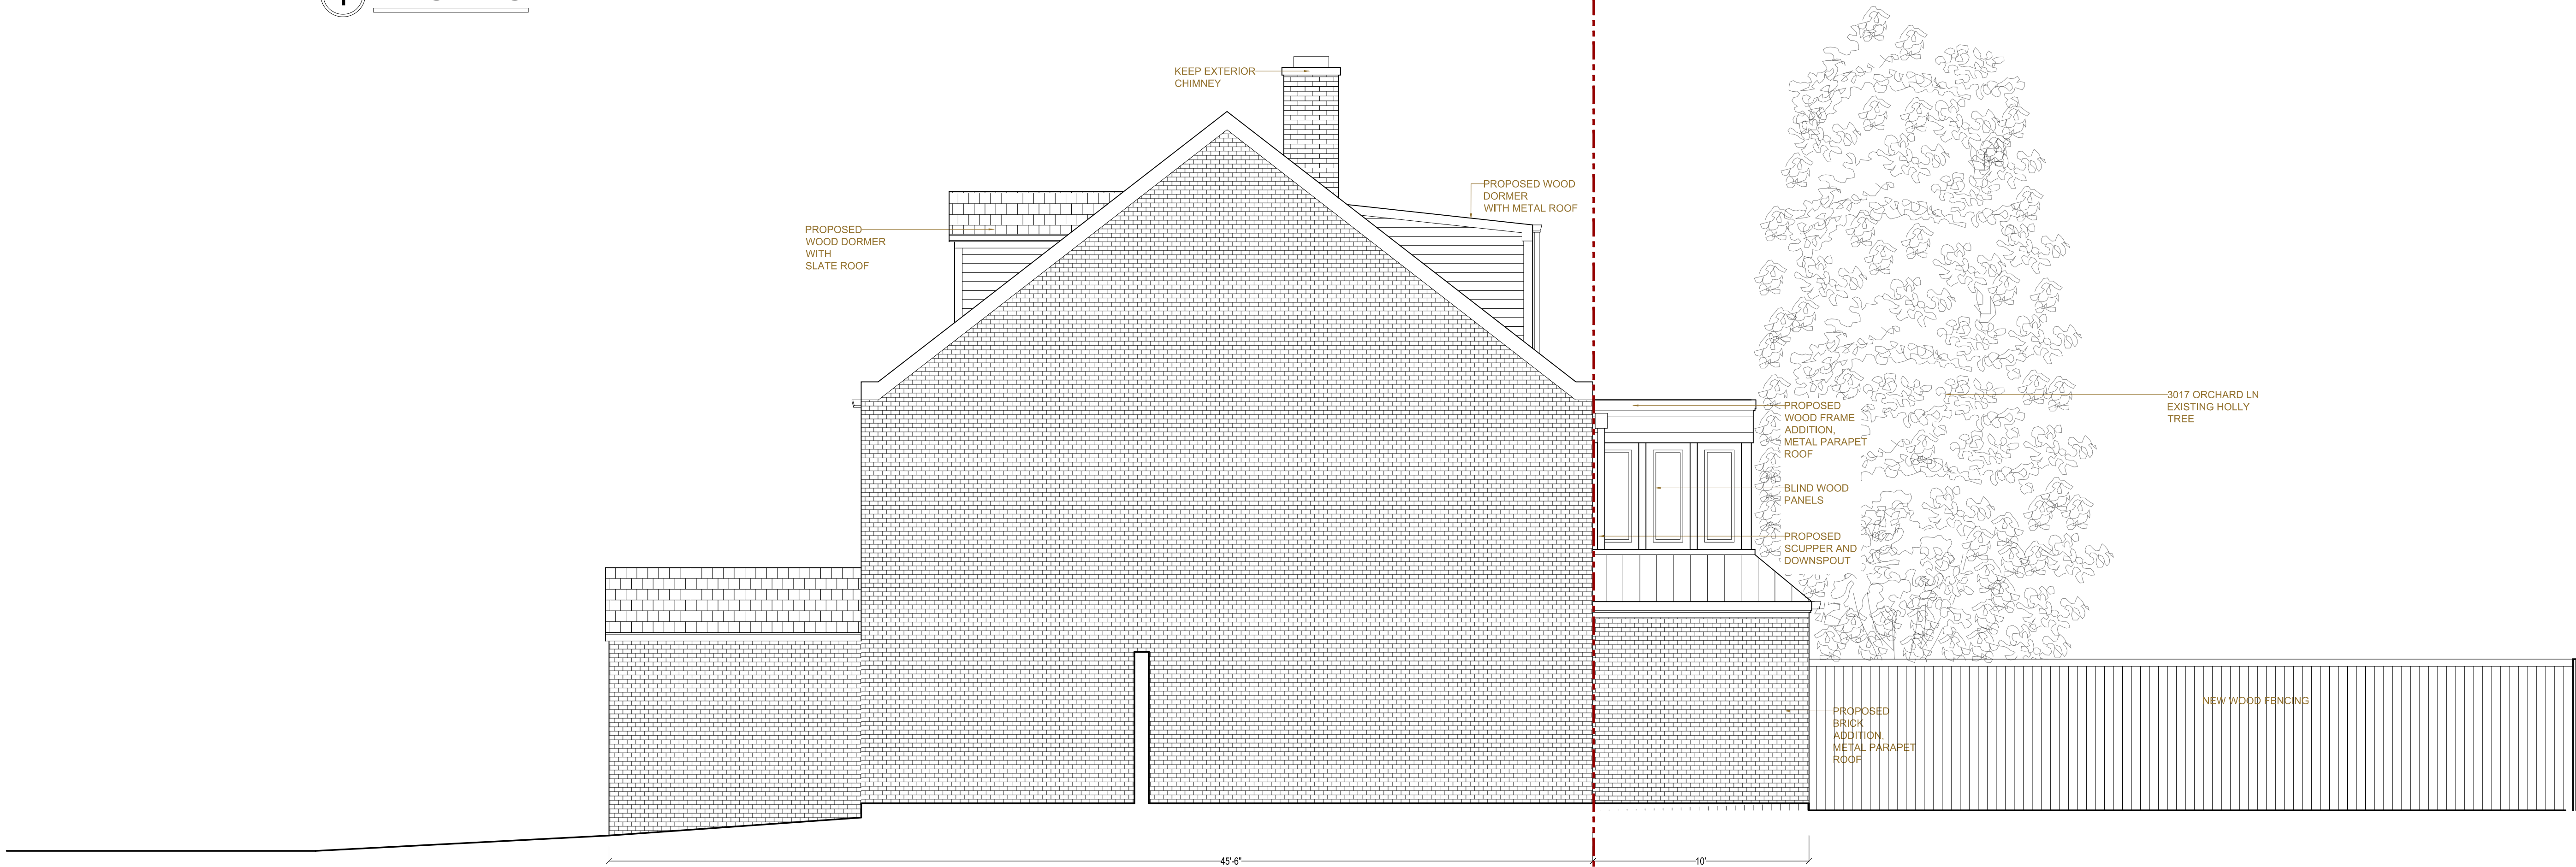 KEEP EXTERIOR
CHIMNEY
PROPOSED WOOD
DORMER
WITH METAL ROOF
PROPOSED
WOOD DORMER
WITH
SLATE ROOF
3017 ORCHARD LN
EXISTING HOLLY
TREE
PROPOSED
WOOD FRAME
ADDITION,
METAL PARAPET
ROOF
BLIND WOOD
PANELS
PROPOSED
SCUPPER AND
DOWNSPOUT
NEW WOOD FENCING
PROPOSED
BRICK
ADDITION,
METAL PARAPET
ROOF
45'-6"
10'